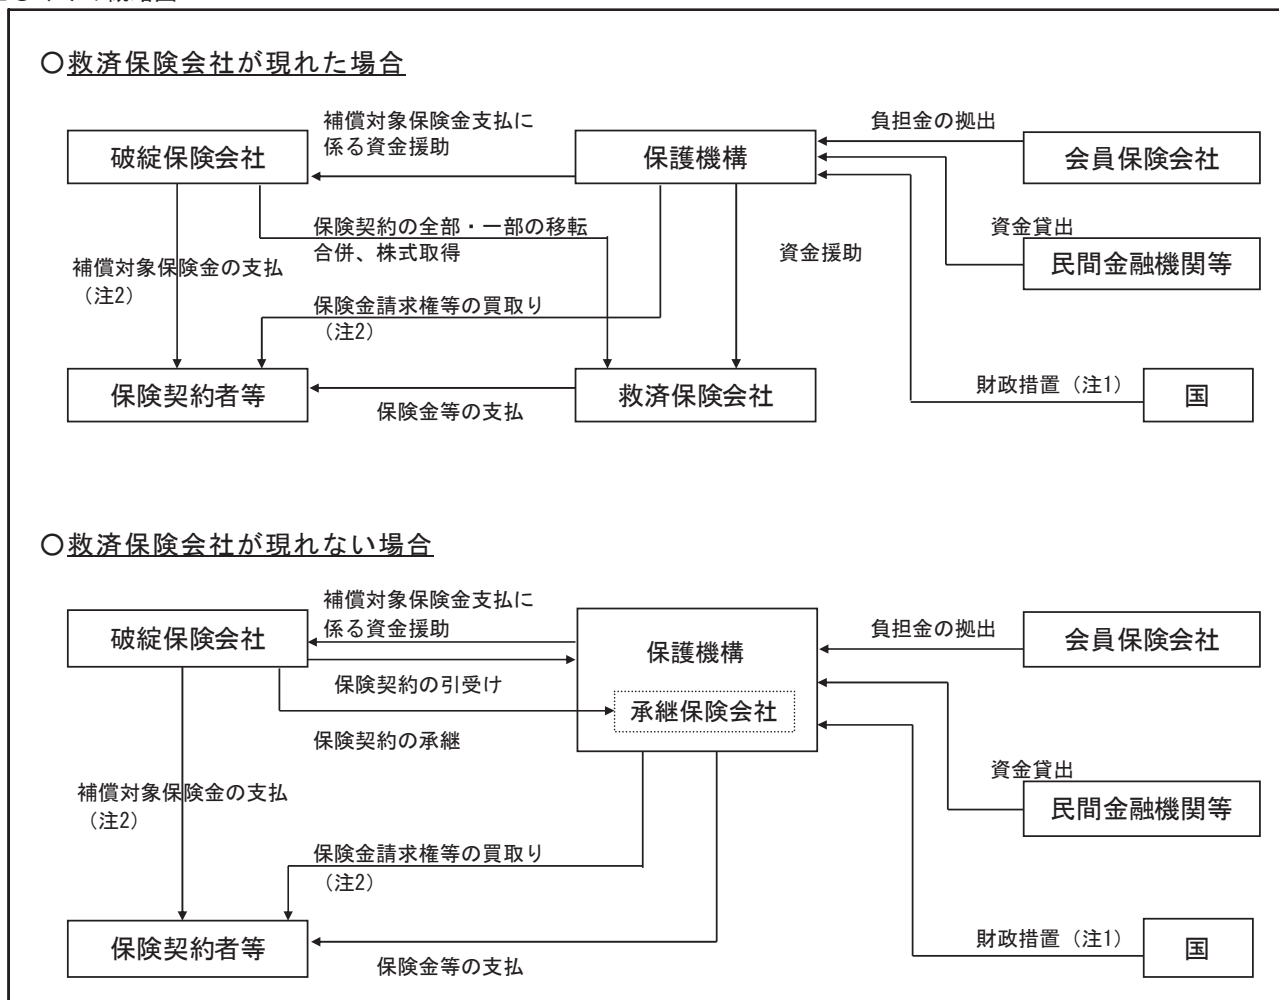 ○救済保険会社が現れた場合
補償対象保険金支払に
係る資金援助
負担金の拠出
破綻保険会社
保護機構
会員保険会社
保険契約の全部・一部の移転
合併、株式取得
資金援助
資金貸出
民間金融機関等
補償対象保険金の支払
（注2）
保険金請求権等の買取り
（注2）
財政措置（注1）
国
保険契約者等
救済保険会社
保険金等の支払
○救済保険会社が現れない場合
補償対象保険金支払に
係る資金援助
負担金の拠出
破綻保険会社
保護機構
会員保険会社
保険契約の引受け
承継保険会社
保険契約の承継
資金貸出
民間金融機関等
補償対象保険金の支払
（注2）
保険金請求権等の買取り
（注2）
財政措置（注1）
国
保険契約者等
保険金等の支払